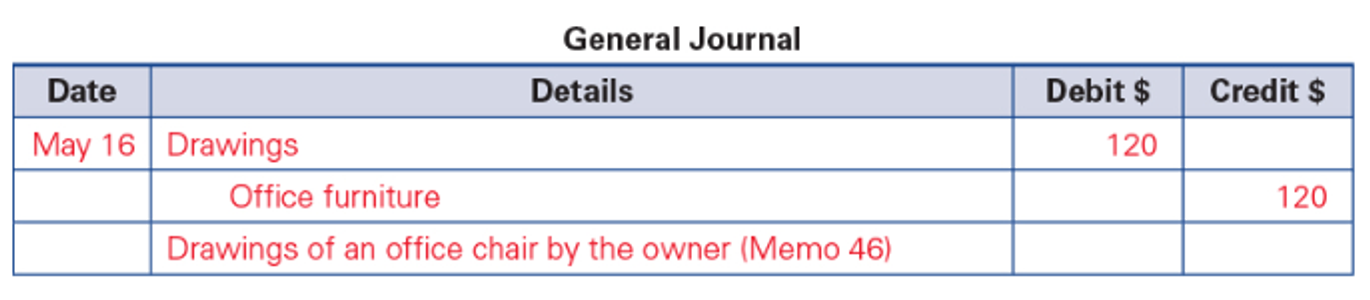 General Journal
Date Details Debit $ Credit $
May 16 Drawings 120
Office furniture 120
Drawings of an office chair by the owner (Memo 46)